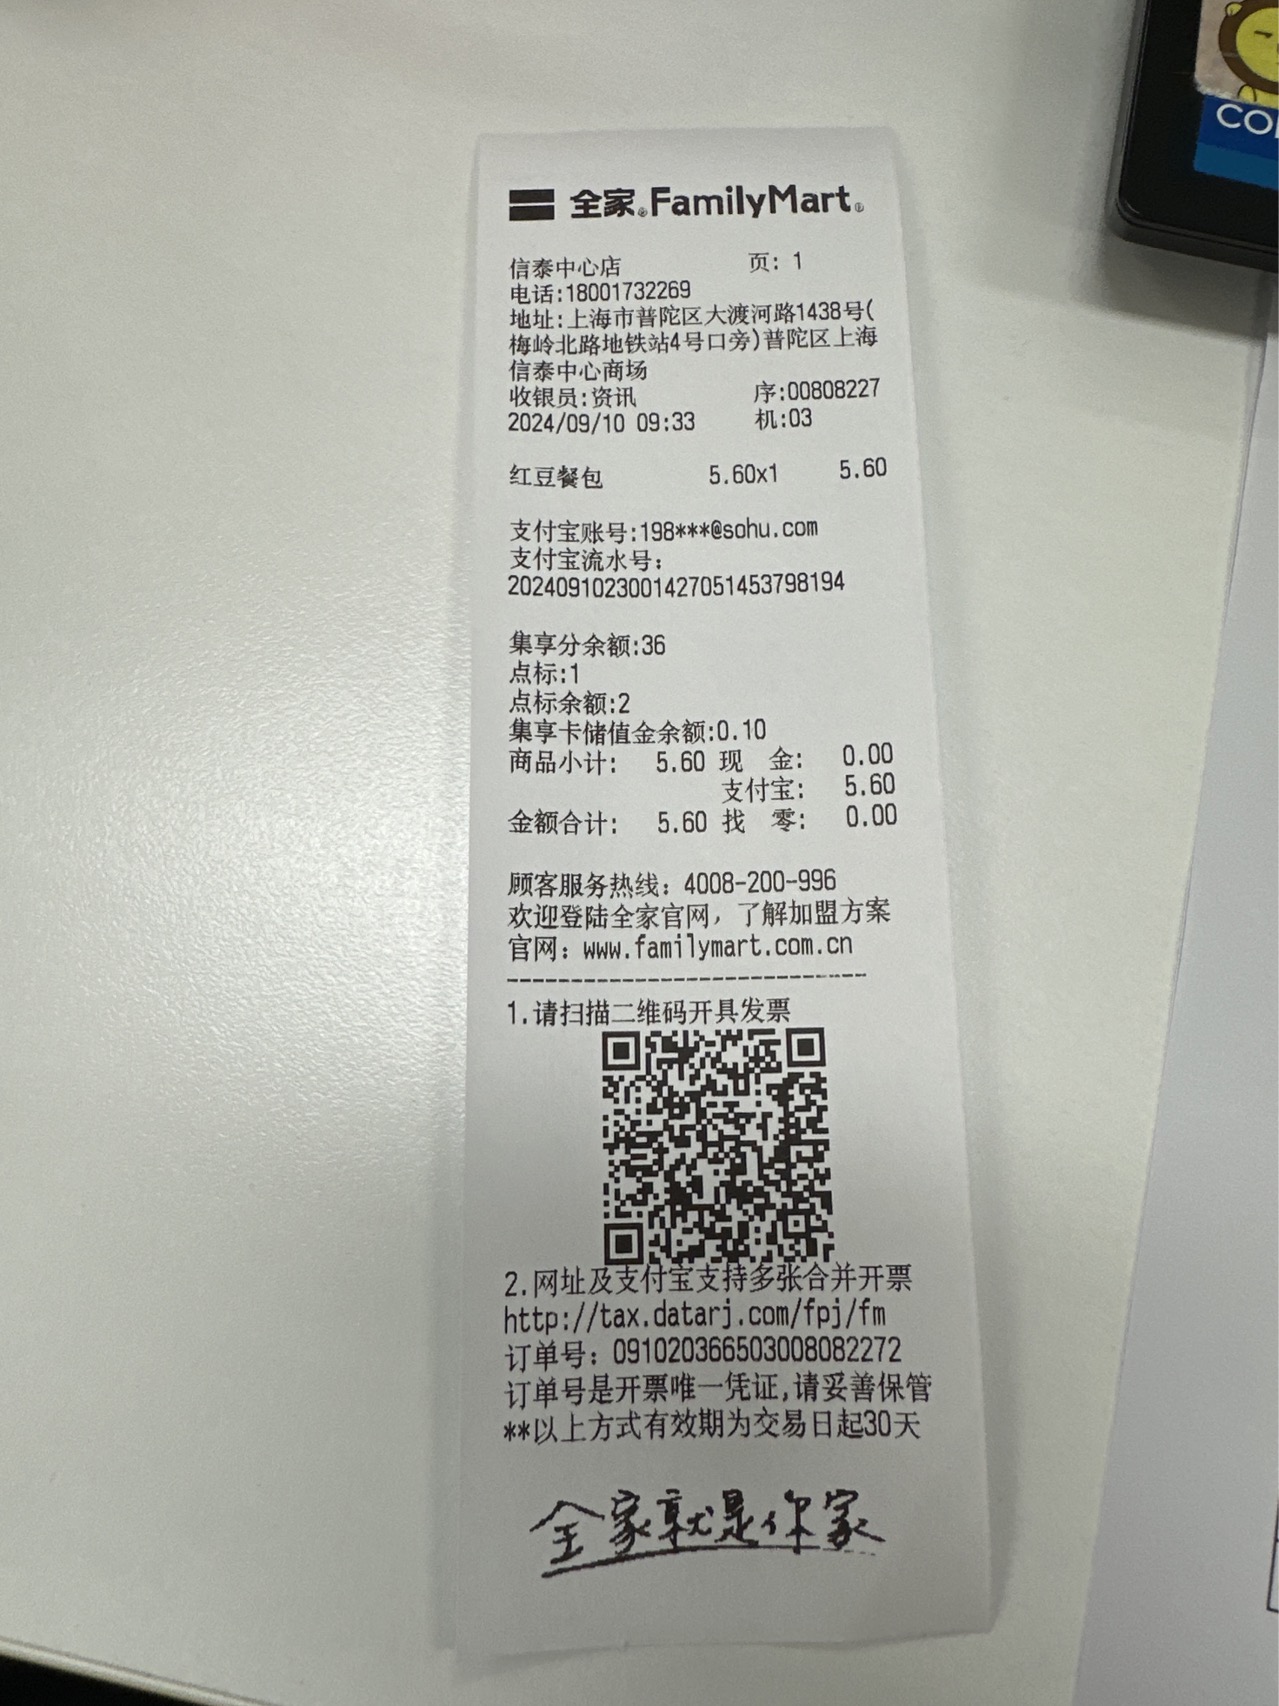 全家®FamilyMart®
信泰中心店 页: 1
电话:18001732269
地址:上海市普陀区大渡河路1438号(
梅岭北路地铁站4号口旁)普陀区上海
信泰中心商场
收银员:资讯 序:00808227
2024/09/10 09:33 机:03
红豆餐包 5.60x1 5.60
支付宝账号:198***@sohu.com
支付宝流水号:
2024091023001427051453798194
集享分余额:36
点标:1
点标余额:2
集享卡储值金余额:0.10
商品小计: 5.60 现 金: 0.00
支付宝: 5.60
金额合计: 5.60 找 零: 0.00
顾客服务热线: 4008-200-996
欢迎登陆全家官网, 了解加盟方案
官网: www.familymart.com.cn
------------------------------
1.请扫描二维码开具发票
2.网址及支付宝支持多张合并开票
http://tax.datarj.com/fpj/fm
订单号: 091020366503008082272
订单号是开票唯一凭证,请妥善保管
**以上方式有效期为交易日起30天
全家就是你家